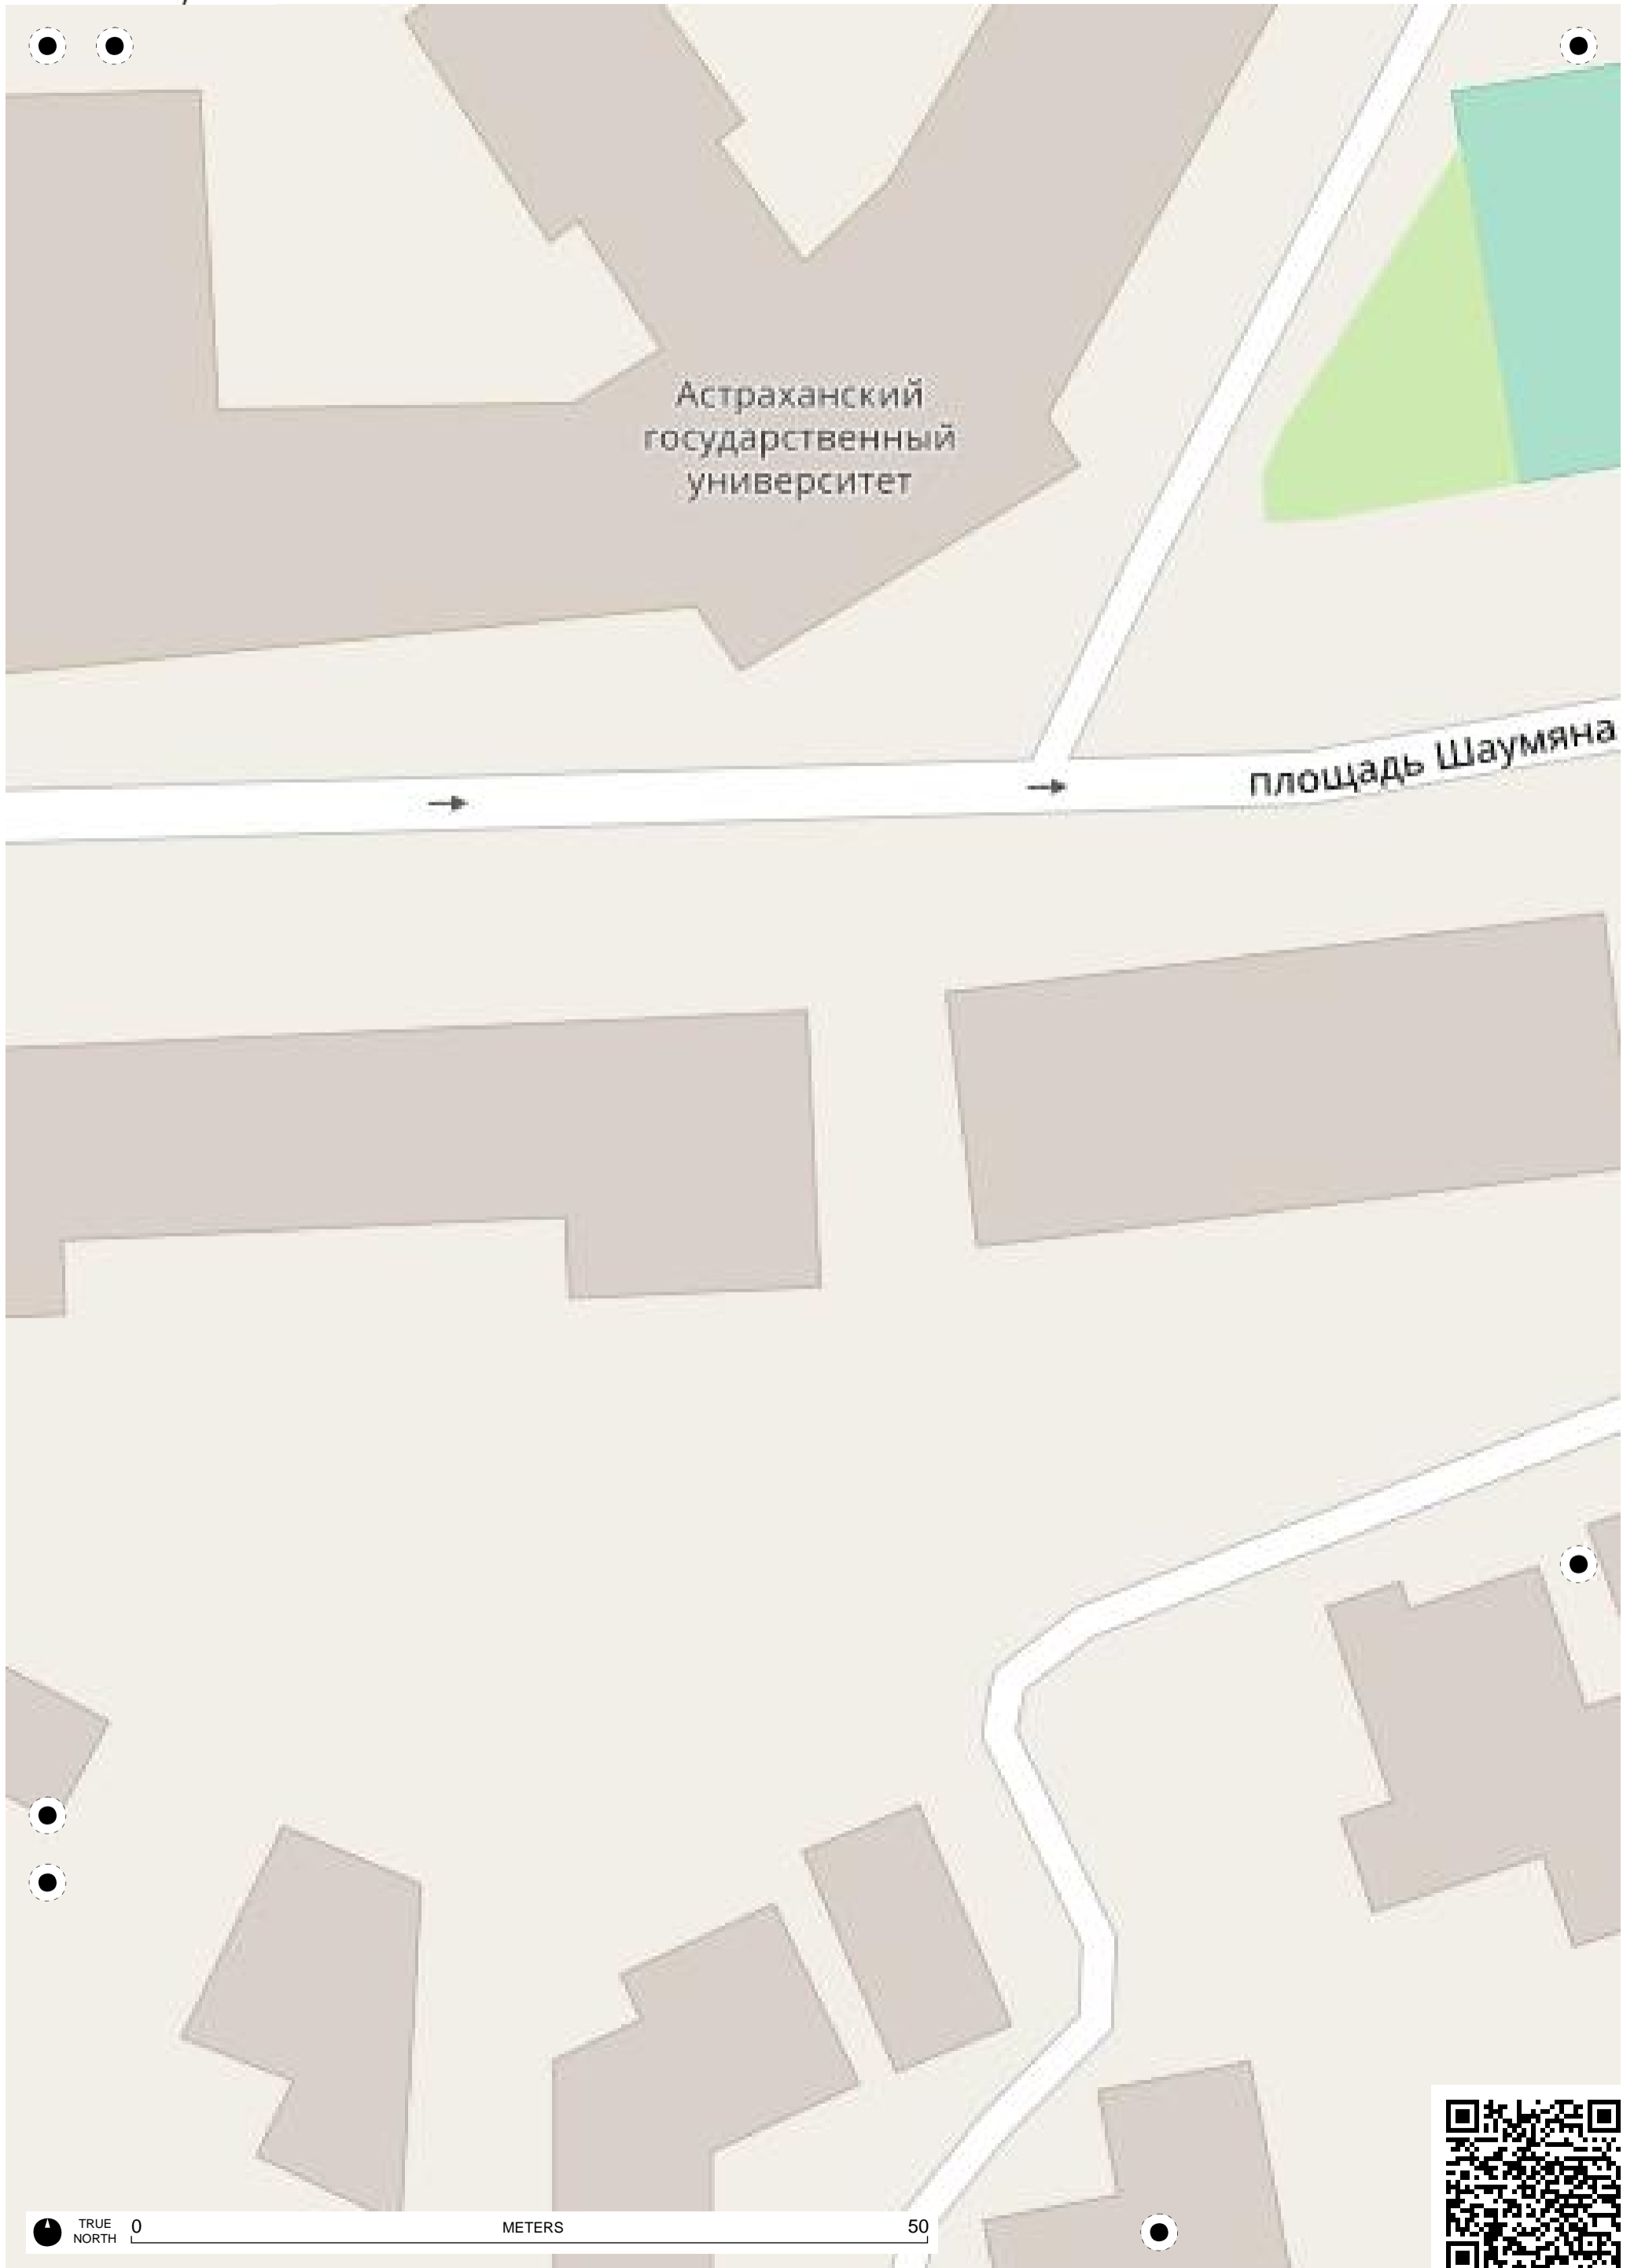 Астраханский
государственный
университет
площадь Шаумяна
TRUE
NORTH
0 METERS 50